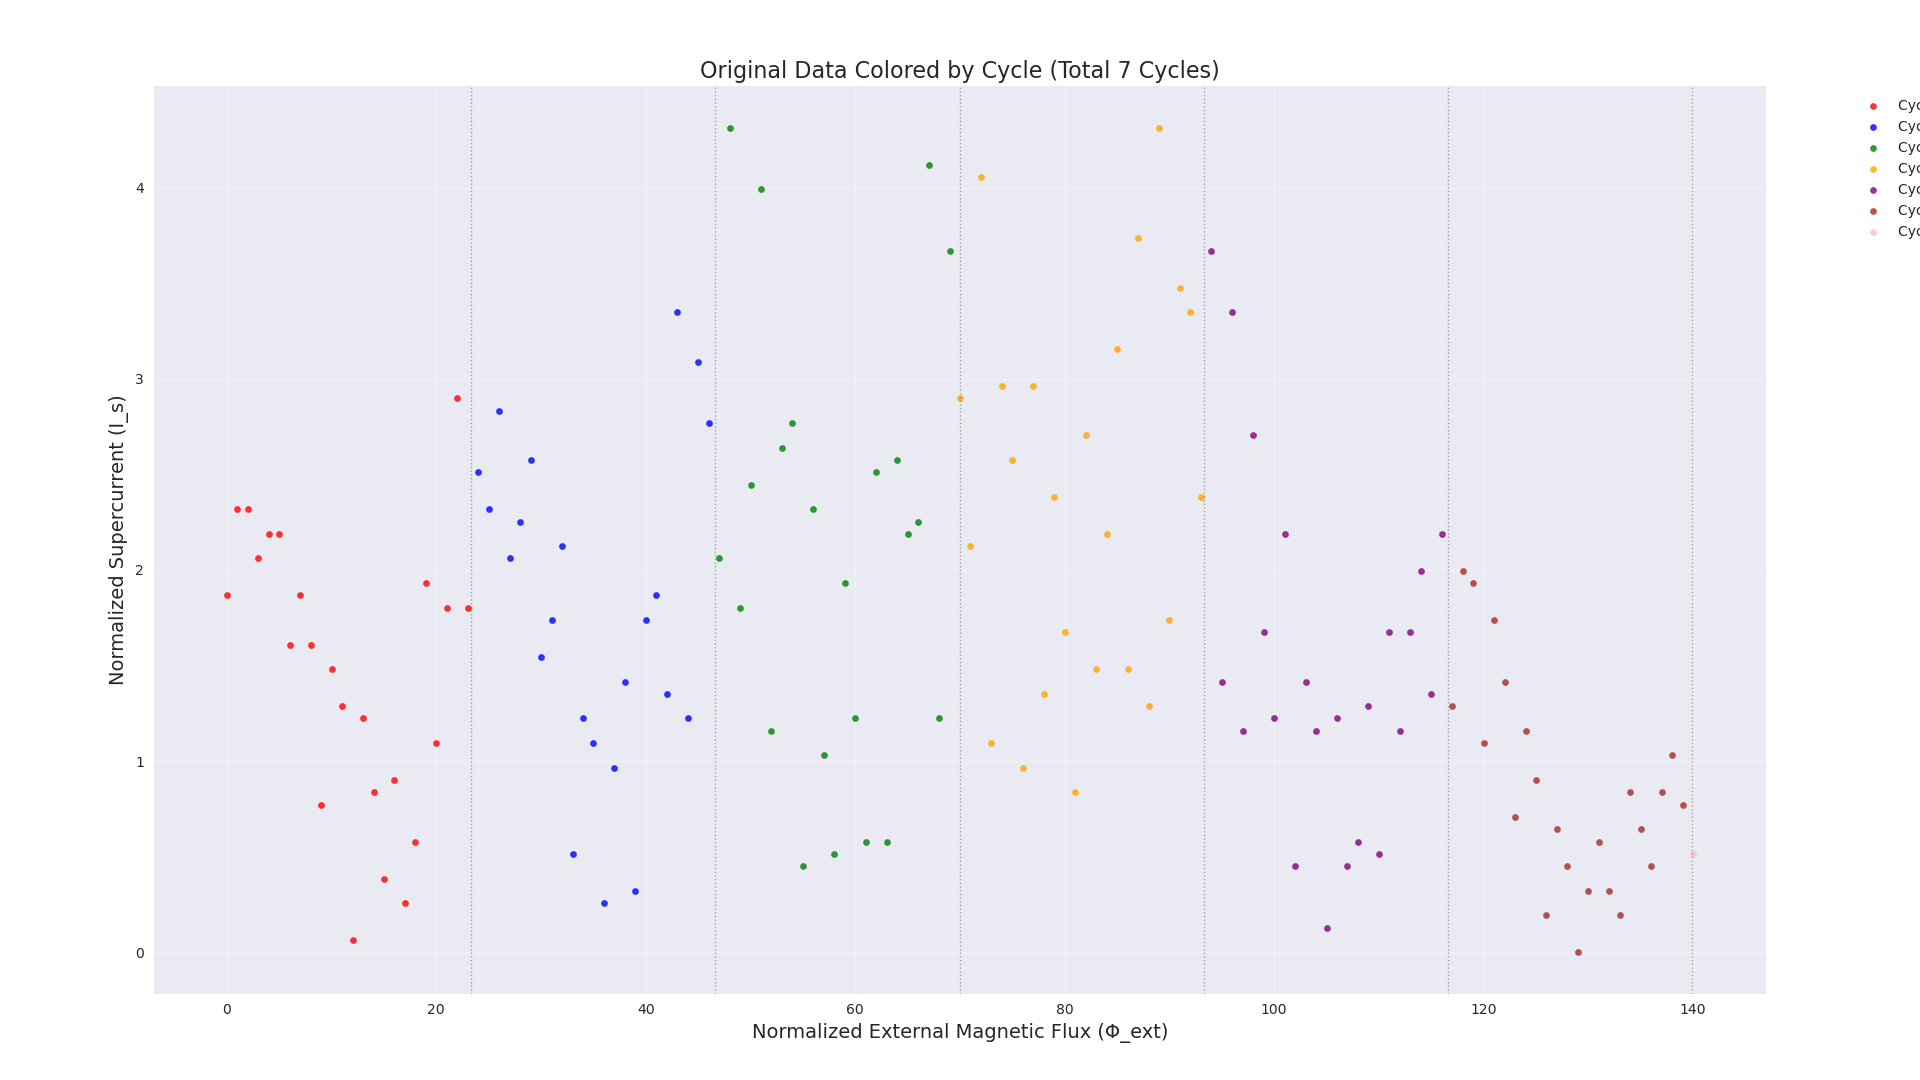 Original Data Colored by Cycle (Total 7 Cycles)
Cyc
Cyc
Cyc
Cyc
Cyc
Cyc
Cyc
4
3
2
1
0
Normalized Supercurrent (I_s)
0 20 40 60 80 100 120 140
Normalized External Magnetic Flux (Φ_ext)